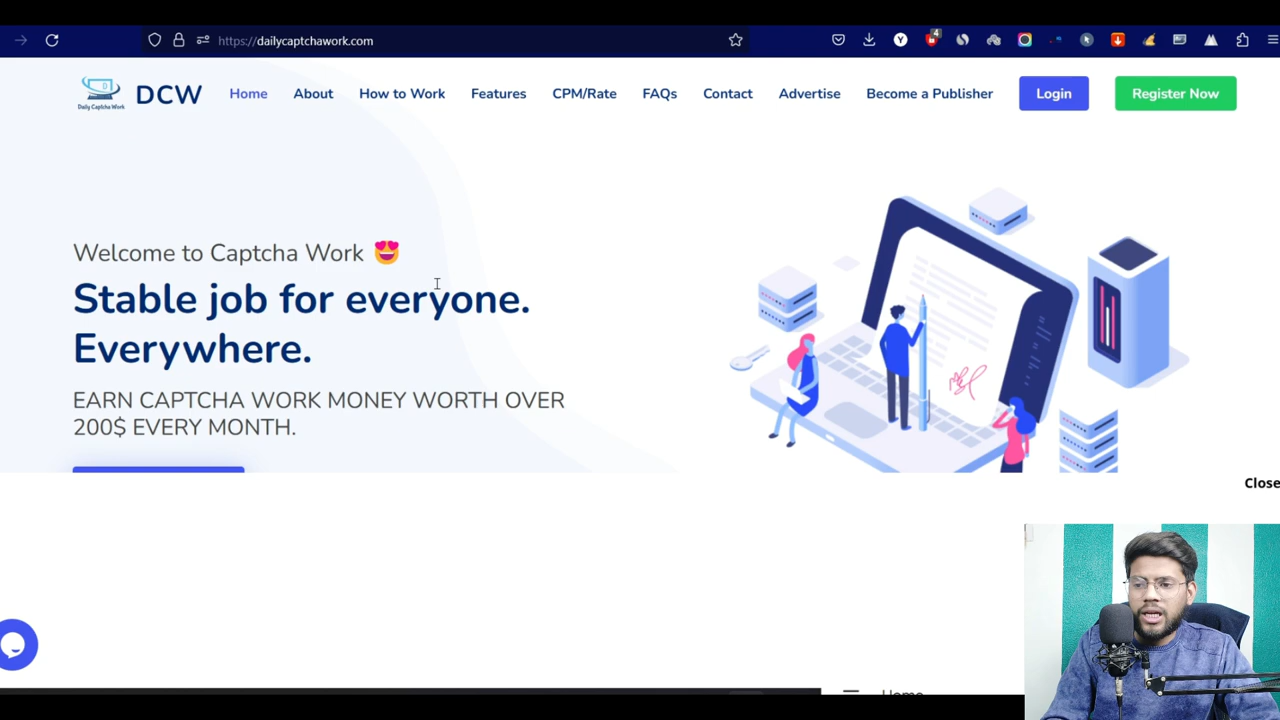 https://dailycaptchawork.com
4
Daily Captcha Work
DCW
Home
About
How to Work
Features
CPM/Rate
FAQs
Contact
Advertise
Become a Publisher
Login
Register Now
Welcome to Captcha Work 😍
Stable job for everyone.
Everywhere.
EARN CAPTCHA WORK MONEY WORTH OVER
200$ EVERY MONTH.
Close
Home